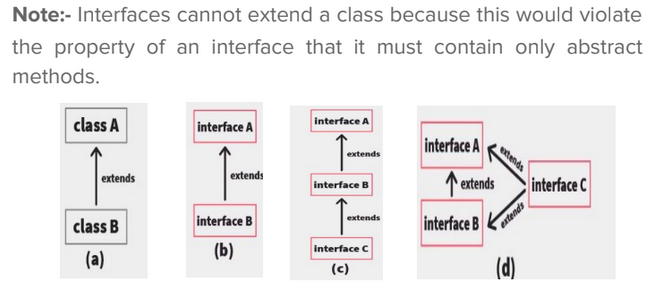 Note:- Interfaces cannot extend a class because this would violate
the property of an interface that it must contain only abstract
methods.
class A
extends
class B
(a)
interface A
extends
interface B
(b)
interface A
extends
interface B
extends
interface C
(c)
interface A
extends
interface B
extends
interface C
extends
(d)